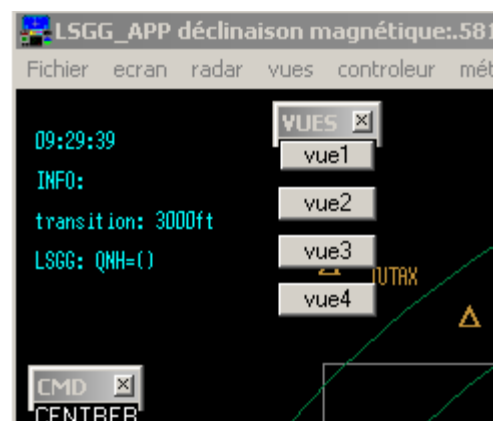 LSGG_APP déclinaison magnétique:.581
Fichier ecran radar vues controleur mét
VUES
09:29:39
vue1
INFO:
vue2
transition: 3000ft
vue3
LSGG: QNH=()
vue4
CMD
CENTRER